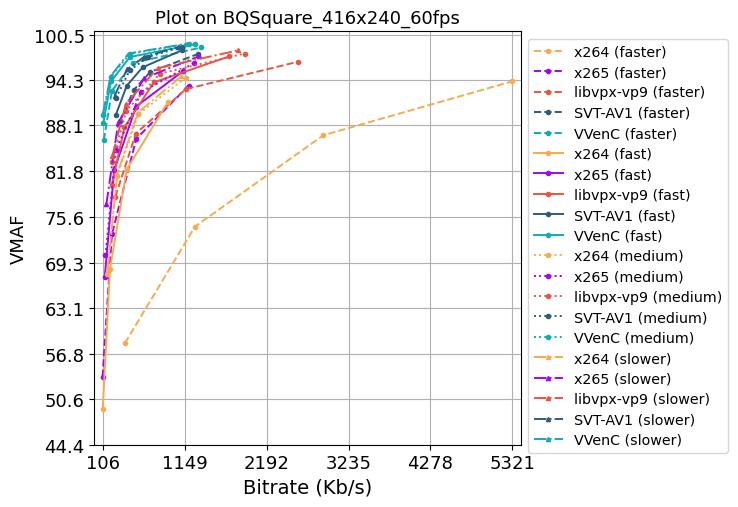 Plot on BQSquare_416x240_60fps
100.5
94.3
88.1
81.8
75.6
69.3
63.1
56.8
50.6
44.4
VMAF
106 1149 2192 3235 4278 5321
Bitrate (Kb/s)
x264 (faster)
x265 (faster)
libvpx-vp9 (faster)
SVT-AV1 (faster)
VVenC (faster)
x264 (fast)
x265 (fast)
libvpx-vp9 (fast)
SVT-AV1 (fast)
VVenC (fast)
x264 (medium)
x265 (medium)
libvpx-vp9 (medium)
SVT-AV1 (medium)
VVenC (medium)
x264 (slower)
x265 (slower)
libvpx-vp9 (slower)
SVT-AV1 (slower)
VVenC (slower)